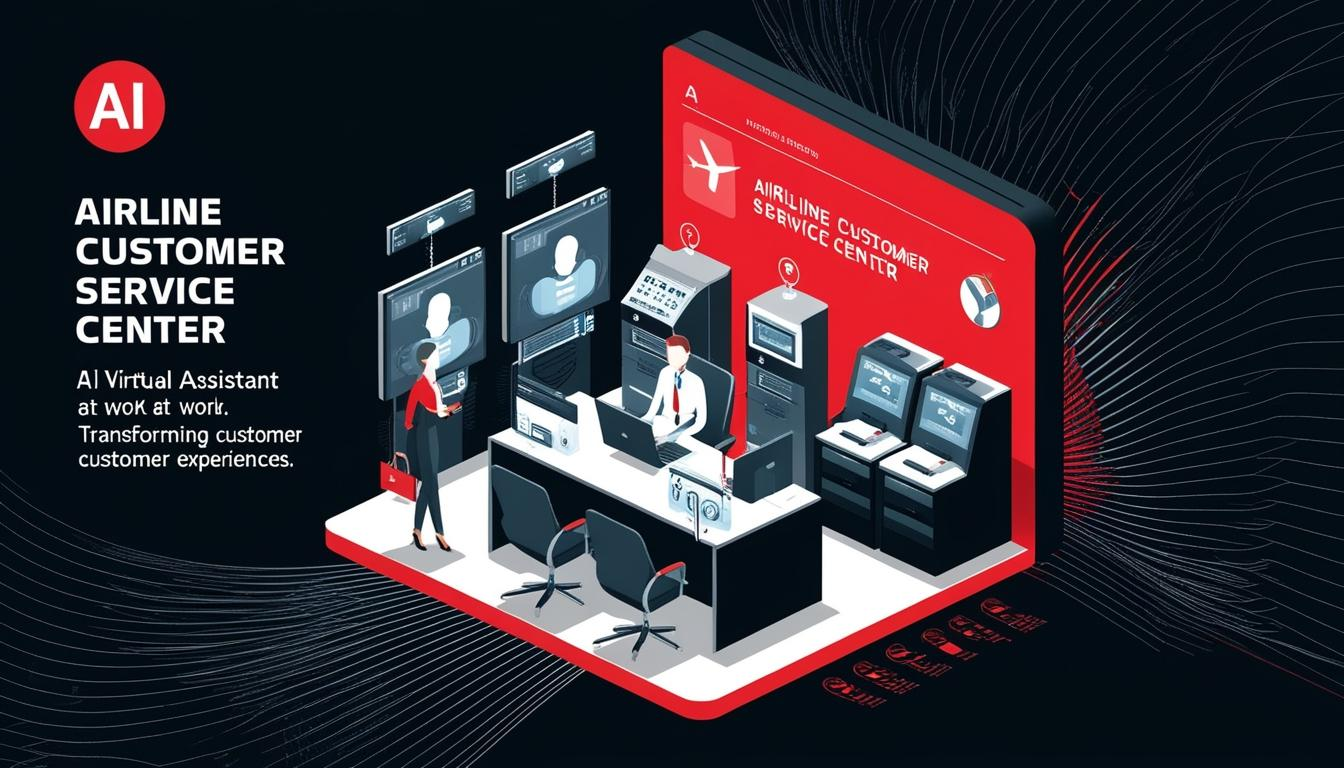 AI
AIRLINE
CUSTOMER
SERVICE
CENTER
AI Virtual Assistant
at woк at work.
Transforming customer
customer experiences.
A
AIRLINE CUSTOMER
SERVICE CENTR